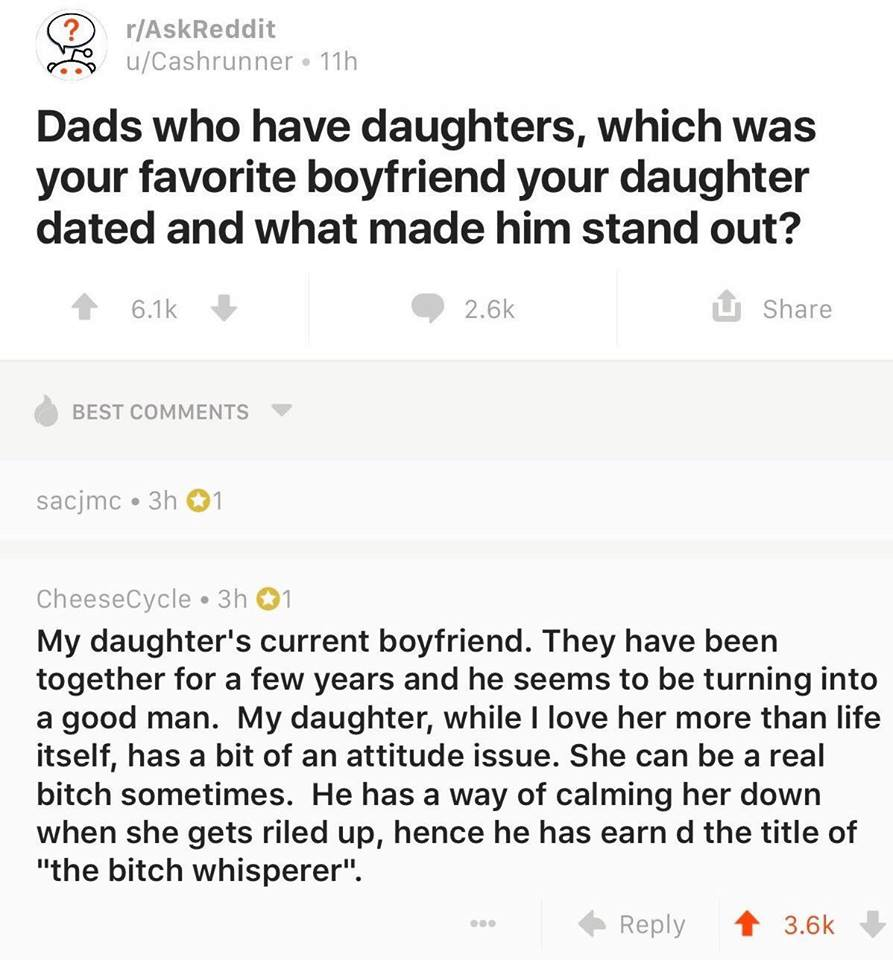 r/AskReddit
u/Cashrunner • 11h
Dads who have daughters, which was
your favorite boyfriend your daughter
dated and what made him stand out?
6.1k 2.6k Share
BEST COMMENTS
sacjmc • 3h 1
CheeseCycle • 3h 1
My daughter's current boyfriend. They have been
together for a few years and he seems to be turning into
a good man.  My daughter, while I love her more than life
itself, has a bit of an attitude issue. She can be a real
bitch sometimes.  He has a way of calming her down
when she gets riled up, hence he has earn d the title of
"the bitch whisperer".
••• Reply 3.6k